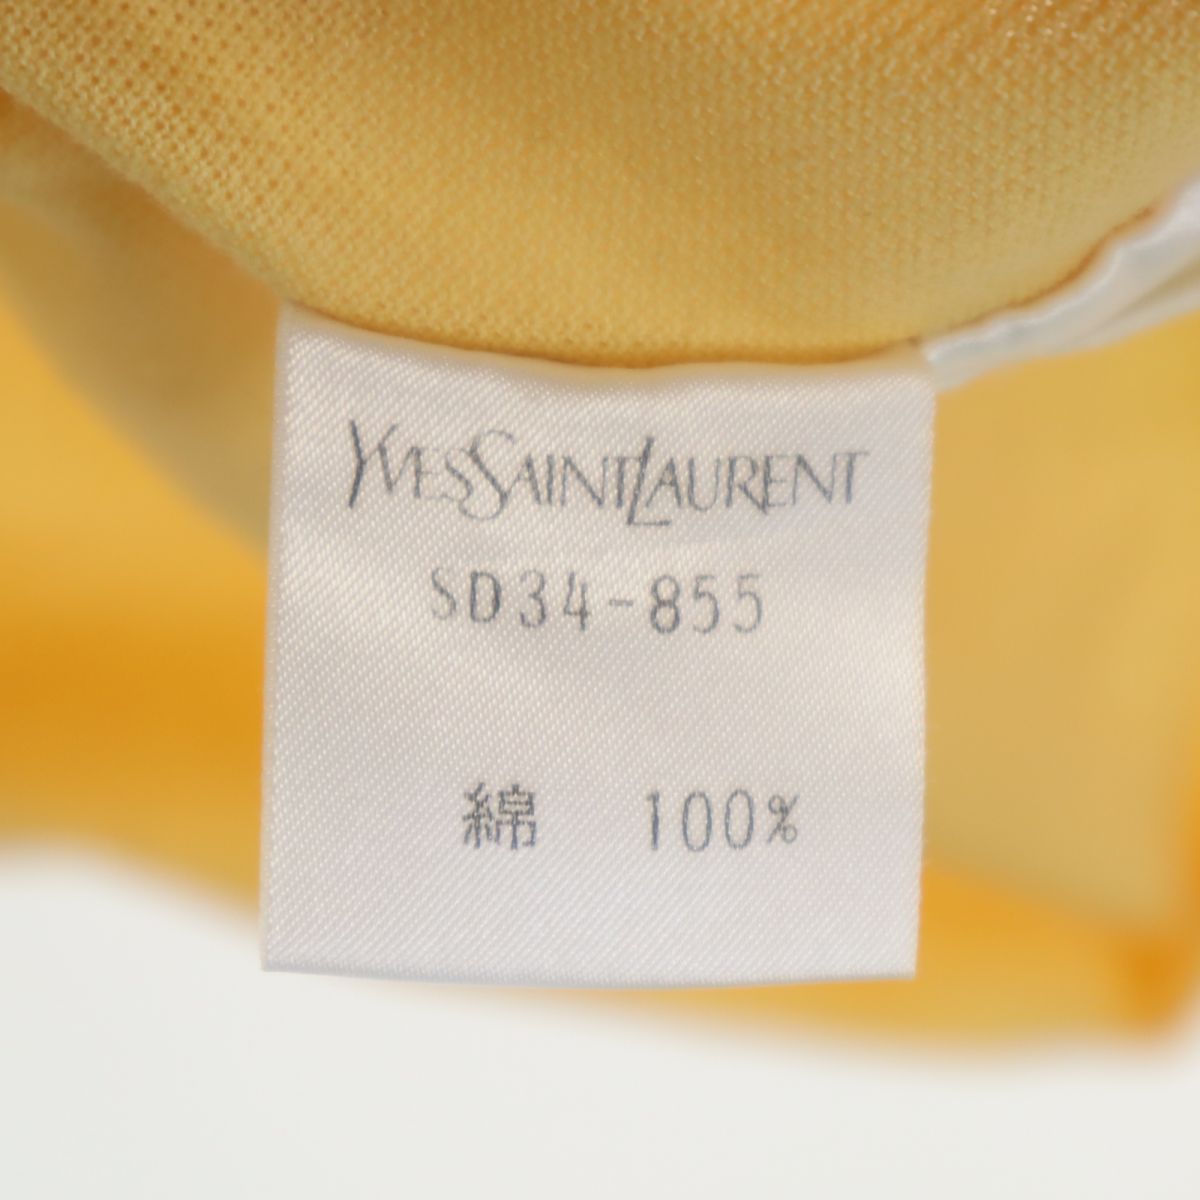 YVESSAINTLAURENT
SD34-855
綿 100%